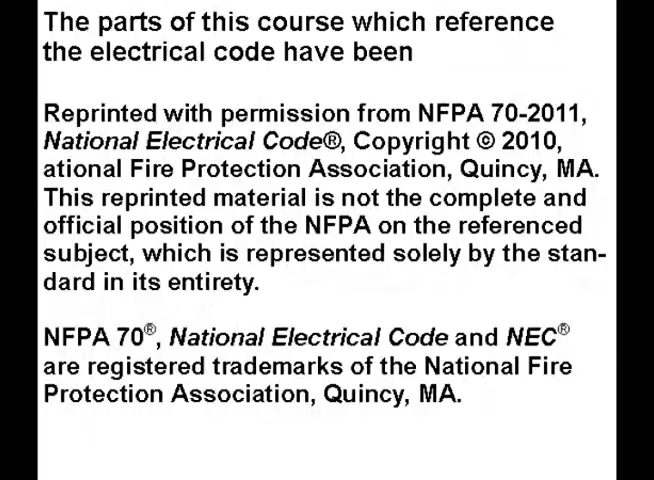 The parts of this course which reference
the electrical code have been
Reprinted with permission from NFPA 70-2011,
National Electrical Code®, Copyright © 2010,
ational Fire Protection Association, Quincy, MA.
This reprinted material is not the complete and
official position of the NFPA on the referenced
subject, which is represented solely by the stan-
dard in its entirety.
NFPA 70®, National Electrical Code and NEC®
are registered trademarks of the National Fire
Protection Association, Quincy, MA.